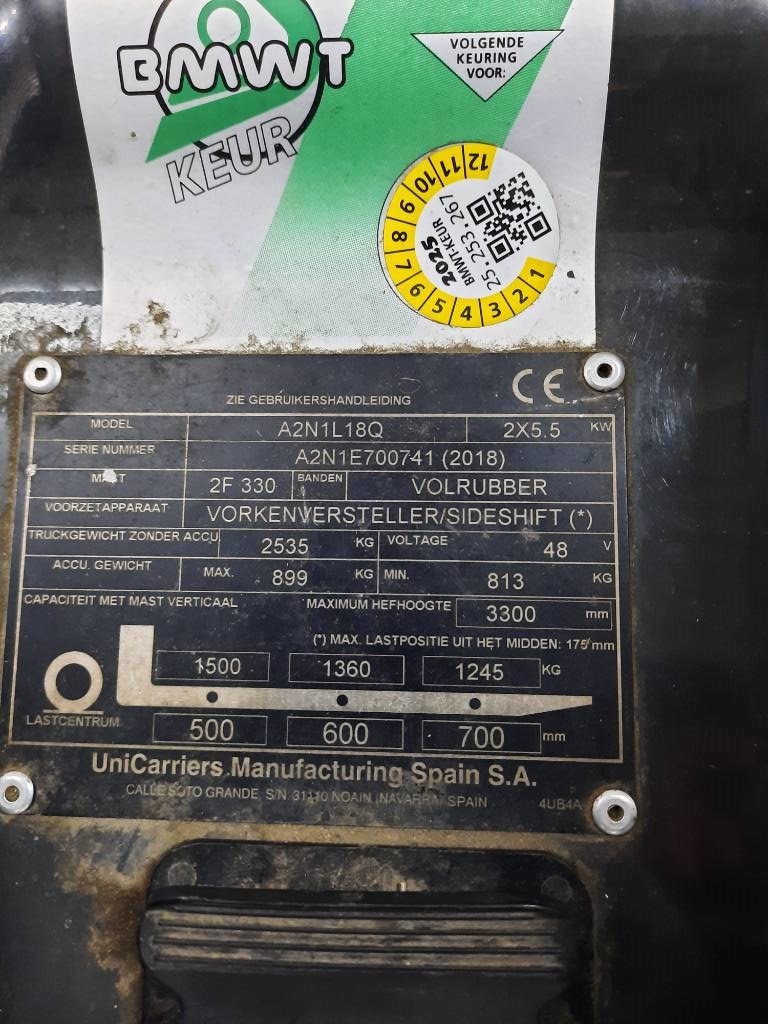 BMWT
KEUR
VOLGENDE
KEURING
VOOR:
1 2 3 4 5 6 7 8 9 10 11 12
2025
BMWT-KEUR
25.253.267
ZIE GEBRUIKERSHANDLEIDING CE
MODEL A2N1L18Q 2X5.5 KW
SERIE NUMMER A2N1E700741 (2018)
MAST 2F 330 BANDEN VOLRUBBER
VOORZETAPPARAAT VORKENVERSTELLER/SIDESHIFT (*)
TRUCKGEWICHT ZONDER ACCU 2535 KG VOLTAGE 48 V
ACCU. GEWICHT MAX. 899 KG MIN. 813 KG
CAPACITEIT MET MAST VERTICAAL MAXIMUM HEFHOOGTE 3300 mm
(*) MAX. LASTPOSITIE UIT HET MIDDEN: 175 mm
1500 1360 1245 KG
LASTCENTRUM 500 600 700 mm
UniCarriers Manufacturing Spain S.A.
CALLE SOTO GRANDE S/N. 31110 NOAIN (NAVARRA) SPAIN 4UB4A